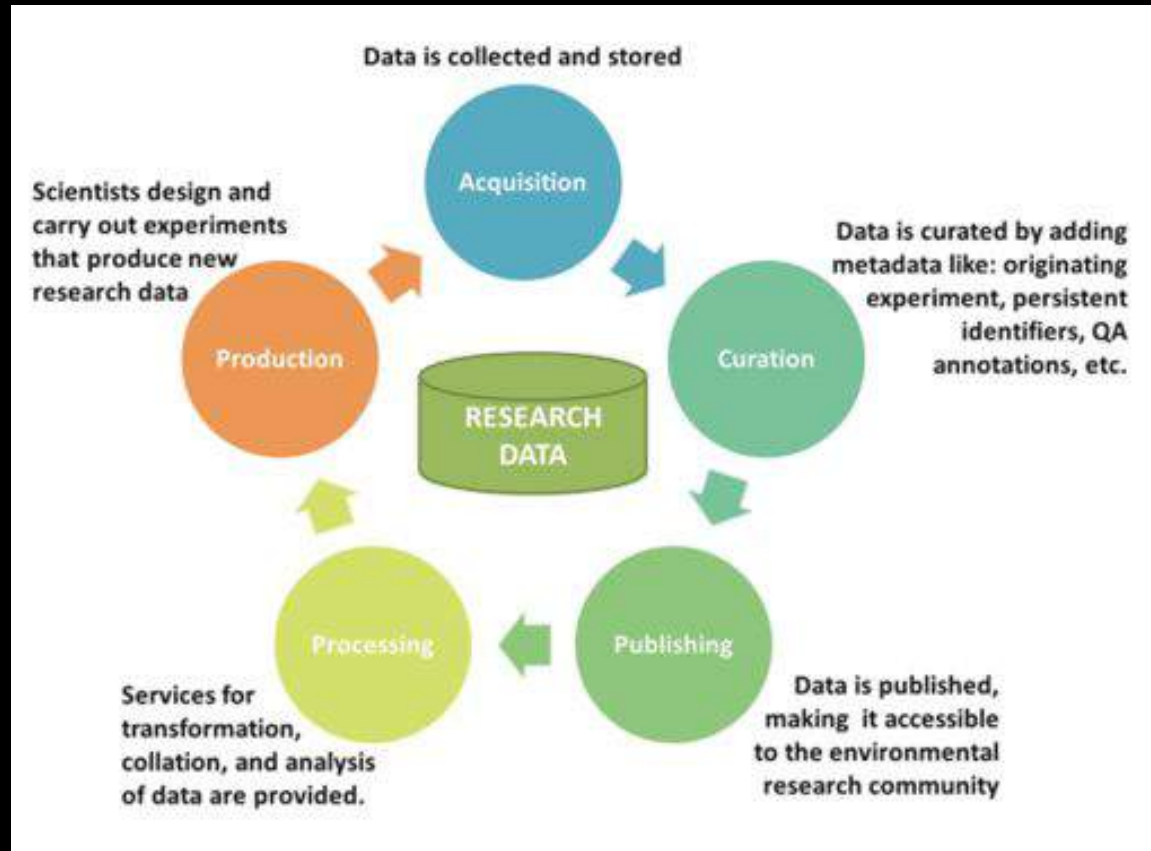 Data is collected and stored
Acquisition
Scientists design and
carry out experiments
that produce new
research data
Data is curated by adding
metadata like: originating
experiment, persistent
identifiers, QA
annotations, etc.
Production
Curation
RESEARCH
DATA
Processing
Publishing
Services for
transformation,
collation, and analysis
of data are provided.
Data is published,
making it accessible
to the environmental
research community